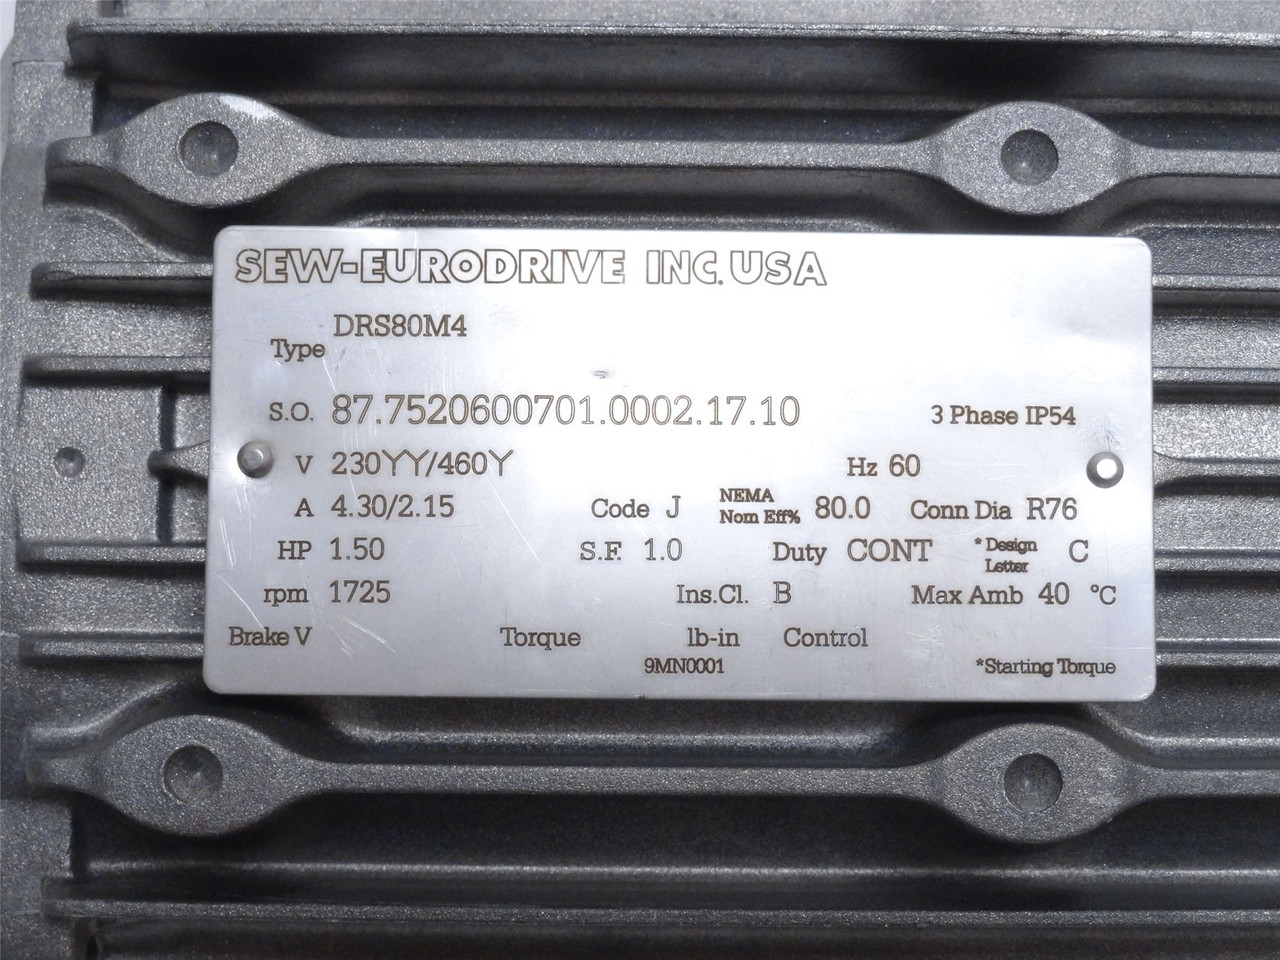 SEW-EURODRIVE INC. USA
Type DRS80M4
S.O. 87.7520600701.0002.17.10 3 Phase IP54
V 230YY/460Y Hz 60
A 4.30/2.15 Code J NEMA Nom Eff% 80.0 Conn Dia R76
HP 1.50 S.F. 1.0 Duty CONT *Design Letter C
rpm 1725 Ins.Cl. B Max Amb 40 °C
Brake V Torque lb-in Control
9MN0001 *Starting Torque